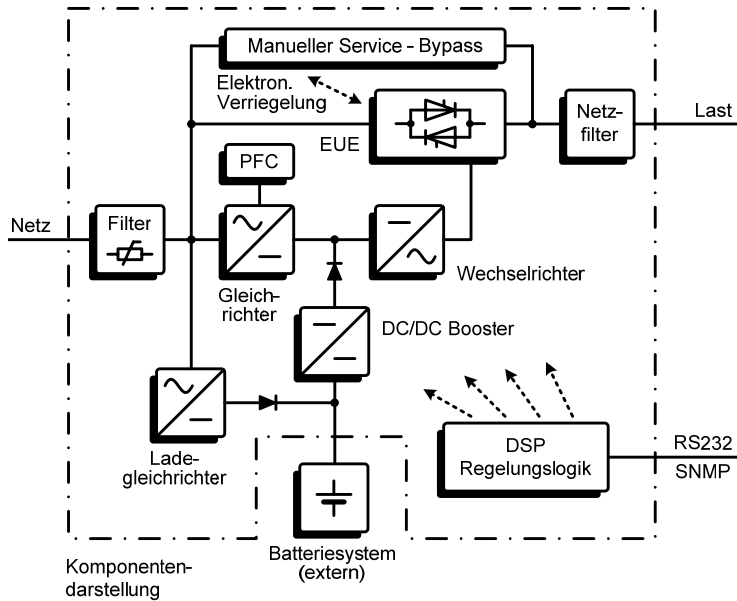 Manueller Service - Bypass
Elektron.
Verriegelung
EUE
Netz-
filter
Last
PFC
Netz
Filter
Gleich-
richter
Wechselrichter
DC/DC Booster
Lade-
gleichrichter
DSP
Regelungslogik
RS232
SNMP
Batteriesystem
(extern)
Komponenten-
darstellung